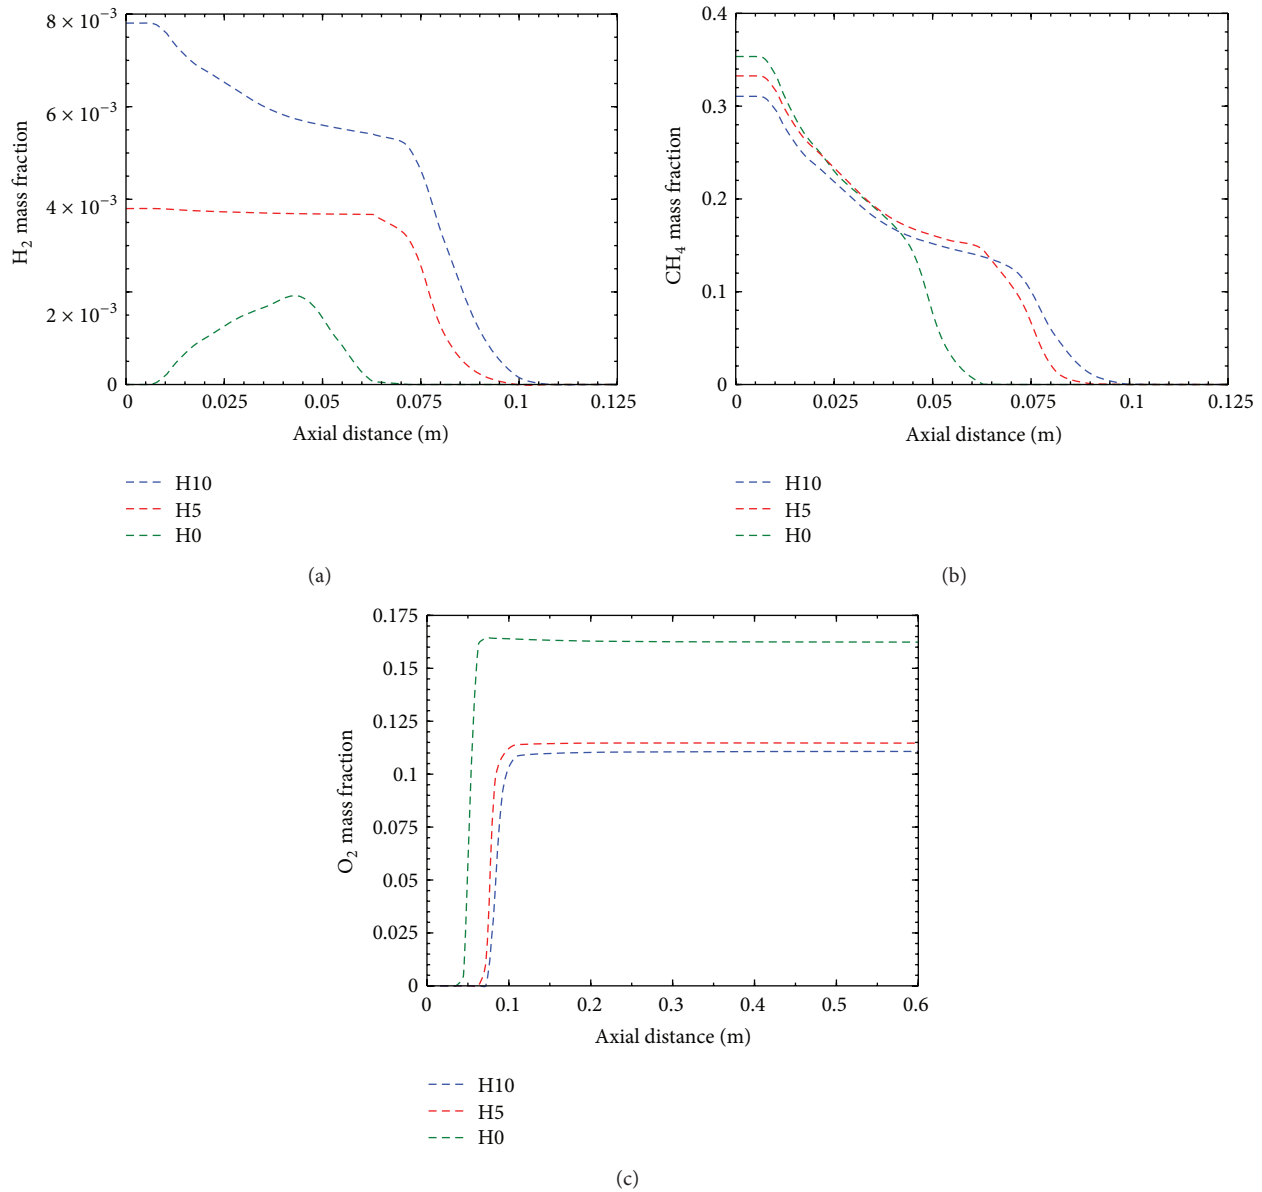 8 × 10⁻³
6 × 10⁻³
4 × 10⁻³
2 × 10⁻³
0
H₂ mass fraction
0 0.025 0.05 0.075 0.1 0.125
Axial distance (m)
H10
H5
H0
(a)
0.4
0.3
0.2
0.1
0
CH₄ mass fraction
0 0.025 0.05 0.075 0.1 0.125
Axial distance (m)
H10
H5
H0
(b)
0.175
0.15
0.125
0.1
0.075
0.05
0.025
0
O₂ mass fraction
0 0.1 0.2 0.3 0.4 0.5 0.6
Axial distance (m)
H10
H5
H0
(c)